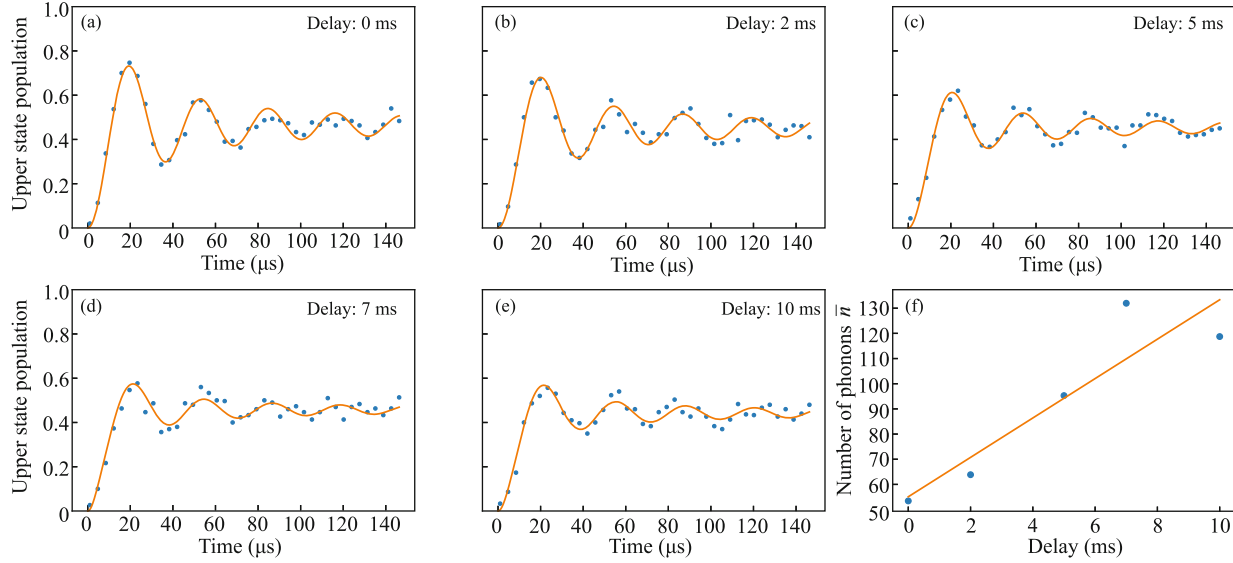 (a) Delay: 0 ms
Upper state population
1.0
0.8
0.6
0.4
0.2
0
0 20 40 60 80 100 120 140
Time (μs)
(b) Delay: 2 ms
0 20 40 60 80 100 120 140
Time (μs)
(c) Delay: 5 ms
0 20 40 60 80 100 120 140
Time (μs)
(d) Delay: 7 ms
Upper state population
1.0
0.8
0.6
0.4
0.2
0
0 20 40 60 80 100 120 140
Time (μs)
(e) Delay: 10 ms
0 20 40 60 80 100 120 140
Time (μs)
(f)
Number of phonons n̅
130
120
110
100
90
80
70
60
50
0 2 4 6 8 10
Delay (ms)